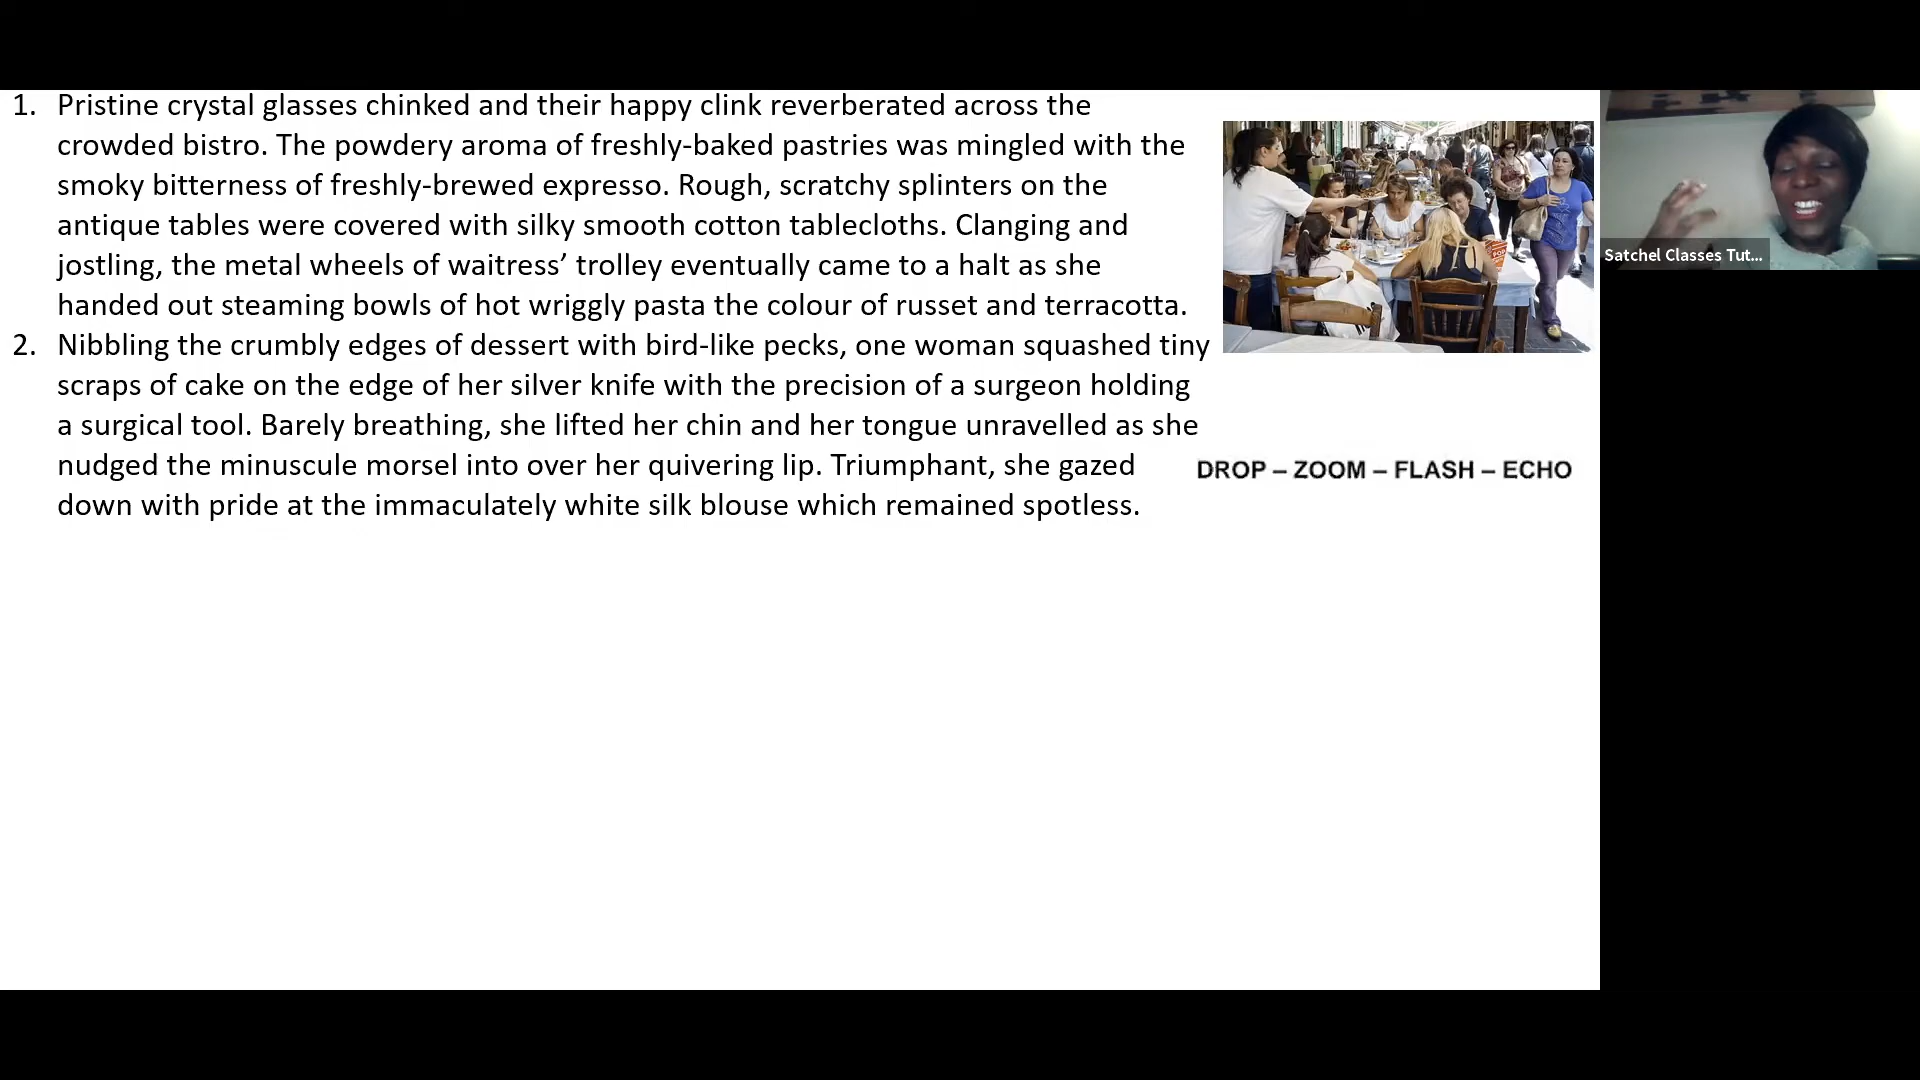 1. Pristine crystal glasses chinked and their happy clink reverberated across the
crowded bistro. The powdery aroma of freshly-baked pastries was mingled with the
smoky bitterness of freshly-brewed expresso. Rough, scratchy splinters on the
antique tables were covered with silky smooth cotton tablecloths. Clanging and
jostling, the metal wheels of waitress’ trolley eventually came to a halt as she
handed out steaming bowls of hot wriggly pasta the colour of russet and terracotta.
2. Nibbling the crumbly edges of dessert with bird-like pecks, one woman squashed tiny
scraps of cake on the edge of her silver knife with the precision of a surgeon holding
a surgical tool. Barely breathing, she lifted her chin and her tongue unravelled as she
nudged the minuscule morsel into over her quivering lip. Triumphant, she gazed
down with pride at the immaculately white silk blouse which remained spotless.
DROP – ZOOM – FLASH – ECHO
Satchel Classes Tut...